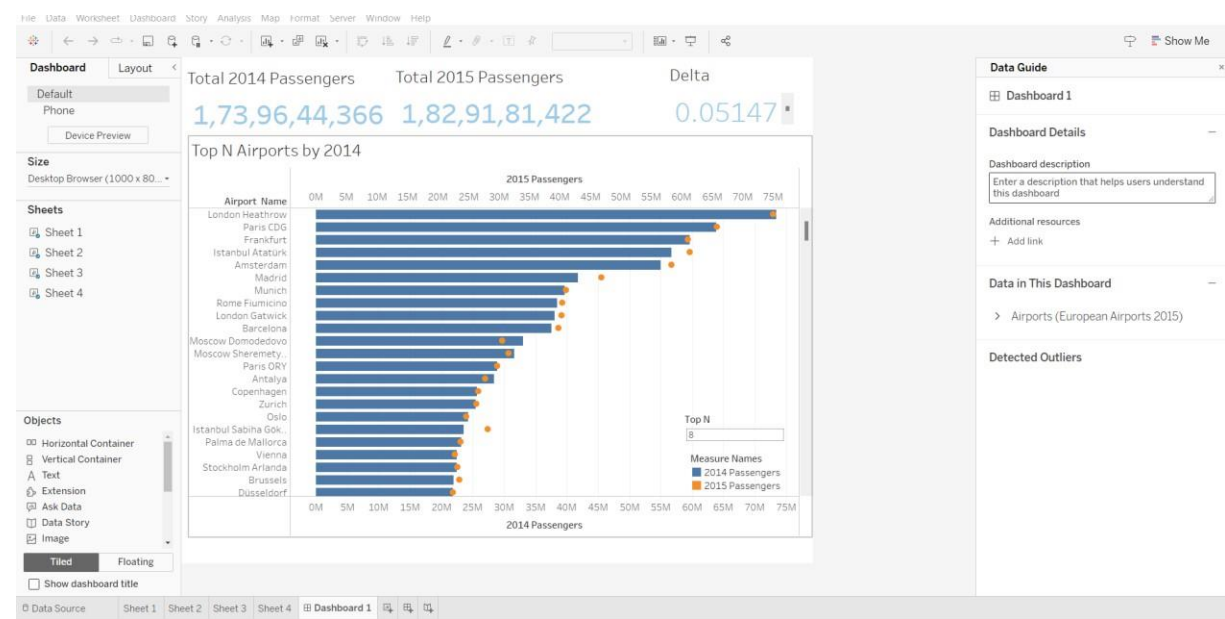 File Data Worksheet Dashboard Story Analysis Map Format Server Window Help
Show Me
Dashboard Layout
Default
Phone
Device Preview
Size
Desktop Browser (1000 x 80...
Sheets
Sheet 1
Sheet 2
Sheet 3
Sheet 4
Objects
Horizontal Container
Vertical Container
Text
Extension
Ask Data
Data Story
Image
Tiled Floating
Show dashboard title
Total 2014 Passengers Total 2015 Passengers Delta
1,73,96,44,366 1,82,91,81,422 0.05147
Top N Airports by 2014
2015 Passengers
Airport Name 0M 5M 10M 15M 20M 25M 30M 35M 40M 45M 50M 55M 60M 65M 70M 75M
London Heathrow
Paris CDG
Frankfurt
Istanbul Atatürk
Amsterdam
Madrid
Munich
Rome Fiumicino
London Gatwick
Barcelona
Moscow Domodedovo
Moscow Sheremety..
Paris ORY
Antalya
Copenhagen
Zurich
Oslo
Istanbul Sabiha Gök..
Palma de Mallorca
Vienna
Stockholm Arlanda
Brussels
Düsseldorf
Top N
8
Measure Names
2014 Passengers
2015 Passengers
0M 5M 10M 15M 20M 25M 30M 35M 40M 45M 50M 55M 60M 65M 70M 75M
2014 Passengers
Data Guide
Dashboard 1
Dashboard Details
Dashboard description
Enter a description that helps users understand
this dashboard
Additional resources
Add link
Data in This Dashboard
Airports (European Airports 2015)
Detected Outliers
Data Source Sheet 1 Sheet 2 Sheet 3 Sheet 4 Dashboard 1